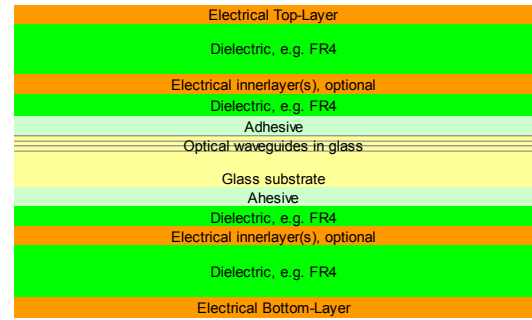 Electrical Top-Layer
Dielectric, e.g. FR4
Electrical innerlayer(s), optional
Dielectric, e.g. FR4
Adhesive
Optical waveguides in glass
Glass substrate
Ahesive
Dielectric, e.g. FR4
Electrical innerlayer(s), optional
Dielectric, e.g. FR4
Electrical Bottom-Layer